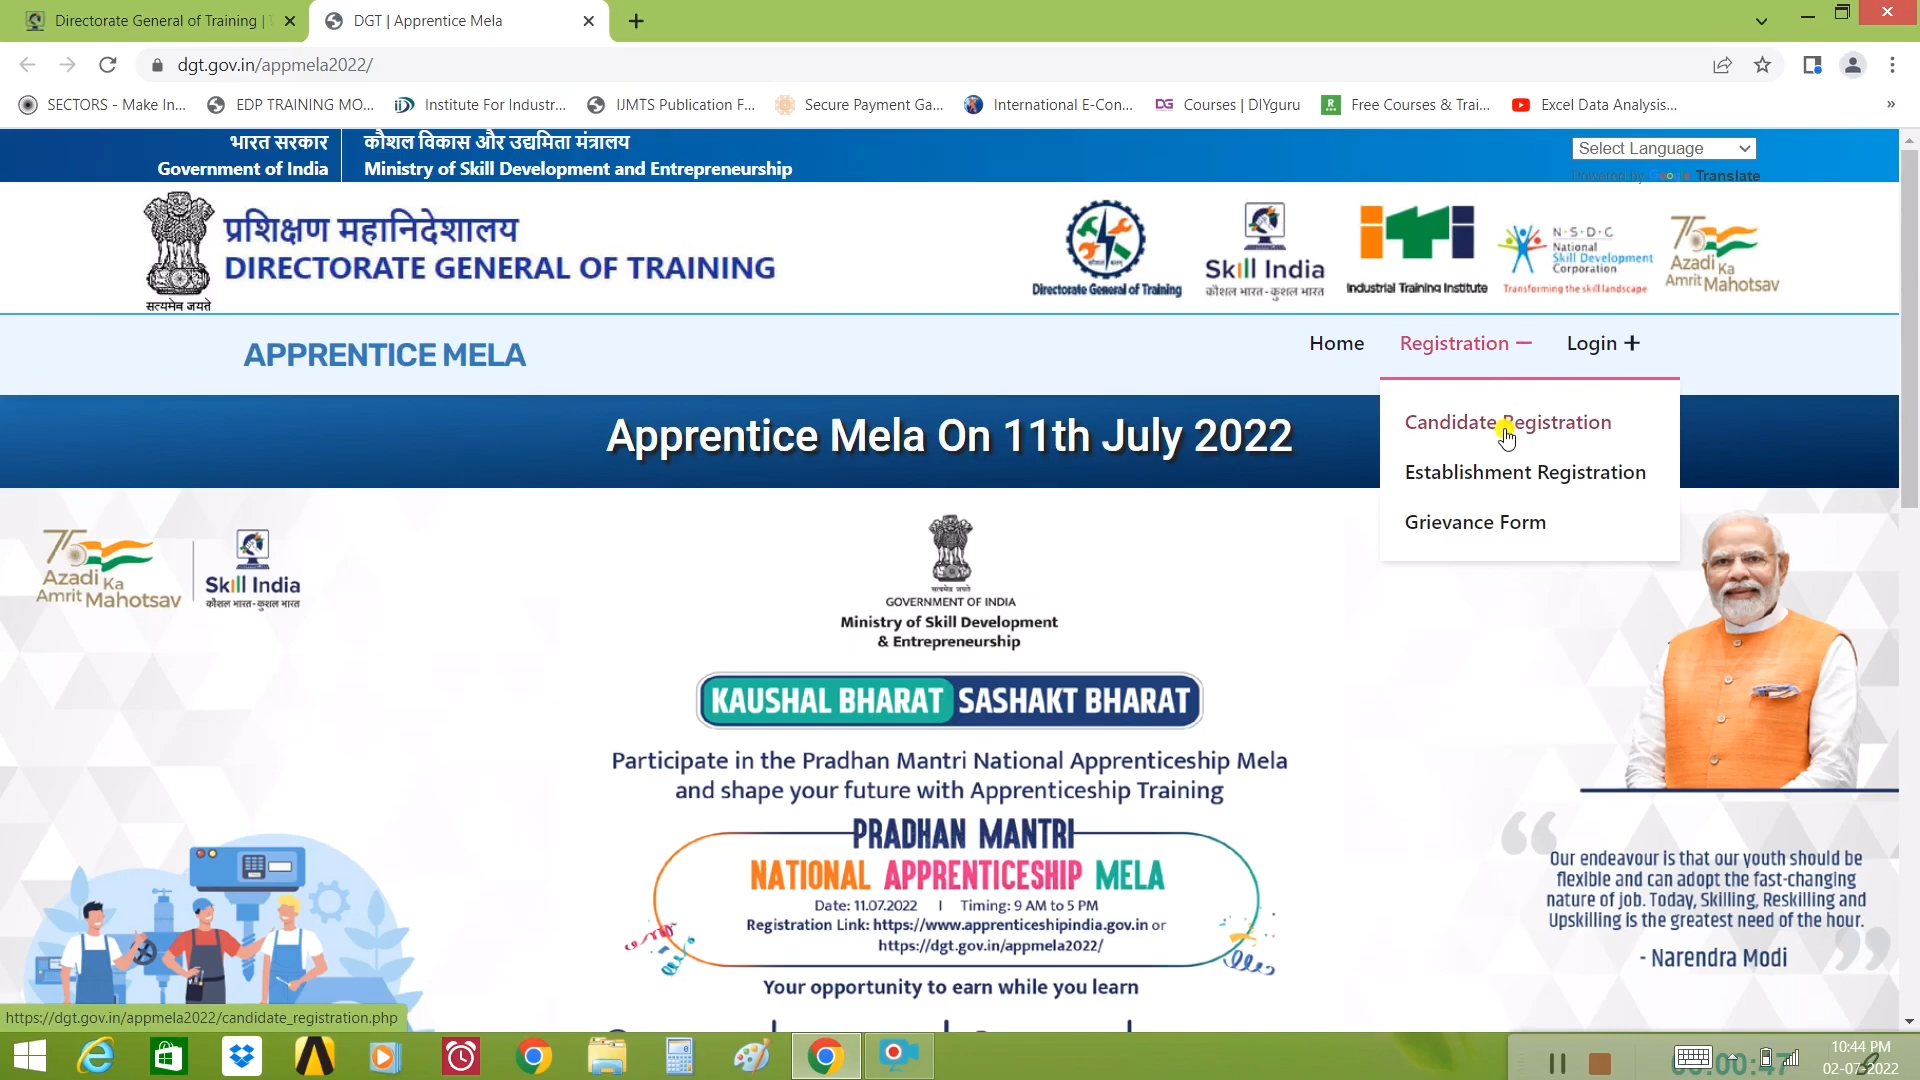 Directorate General of Training |
DGT | Apprentice Mela
dgt.gov.in/appmela2022/
SECTORS - Make In...
EDP TRAINING MO...
Institute For Industr...
IJMTS Publication F...
Secure Payment Ga...
International E-Con...
DG Courses | DIYguru
R. Free Courses & Trai...
Excel Data Analysis...
»
भारत सरकार
Government of India
कौशल विकास और उद्यमिता मंत्रालय
Ministry of Skill Development and Entrepreneurship
Select Language
Powered by Google Translate
सत्यमेव जयते
प्रशिक्षण महानिदेशालय
DIRECTORATE GENERAL OF TRAINING
Directorate General of Training
Skill India
कौशल भारत-कुशल भारत
iTi
Industrial Training Institute
N·S·D·C
National
Skill Development
Corporation
Transforming the skill landscape
75
Azadi Ka
Amrit Mahotsav
APPRENTICE MELA
Home
Registration −
Login +
Candidate Registration
Establishment Registration
Grievance Form
Apprentice Mela On 11th July 2022
75
Azadi Ka
Amrit Mahotsav
Skill India
कौशल भारत-कुशल भारत
सत्यमेव जयते
GOVERNMENT OF INDIA
Ministry of Skill Development
& Entrepreneurship
KAUSHAL BHARAT SASHAKT BHARAT
Participate in the Pradhan Mantri National Apprenticeship Mela
and shape your future with Apprenticeship Training
PRADHAN MANTRI
NATIONAL APPRENTICESHIP MELA
Date: 11.07.2022 | Timing: 9 AM to 5 PM
Registration Link: https://www.apprenticeshipindia.gov.in or
https://dgt.gov.in/appmela2022/
Your opportunity to earn while you learn
Our endeavour is that our youth should be
flexible and can adopt the fast-changing
nature of job. Today, Skilling, Reskilling and
Upskilling is the greatest need of the hour.
- Narendra Modi
https://dgt.gov.in/appmela2022/candidate_registration.php
10:44 PM
02-07-2022